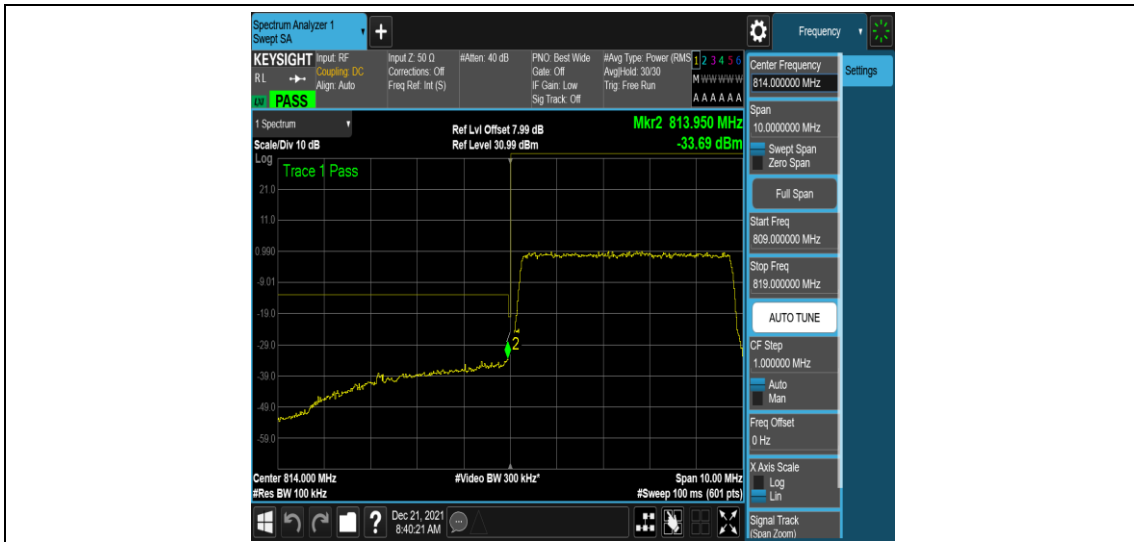 Spectrum Analyzer 1
Swept SA
+
Frequency
KEYSIGHT
RL
Input: RF
Coupling: DC
Align: Auto
Input Z: 50 Ω
Corrections: Off
Freq Ref: Int (S)
#Atten: 40 dB
PNO: Best Wide
Gate: Off
IF Gain: Low
Sig Track: Off
#Avg Type: Power (RMS
Avg|Hold: 30/30
Trig: Free Run
1 2 3 4 5 6
M W W W W W
A A A A A A
PASS
1 Spectrum
Scale/Div 10 dB
Ref Lvl Offset 7.99 dB
Ref Level 30.99 dBm
Mkr2 813.950 MHz
-33.69 dBm
Log
Trace 1 Pass
21.0
11.0
0.990
-9.01
-19.0
-29.0
-39.0
-49.0
-59.0
2
Center 814.000 MHz
#Res BW 100 kHz
#Video BW 300 kHz*
Span 10.00 MHz
#Sweep 100 ms (601 pts)
Center Frequency
814.000000 MHz
Settings
Span
10.0000000 MHz
Swept Span
Zero Span
Full Span
Start Freq
809.000000 MHz
Stop Freq
819.000000 MHz
AUTO TUNE
CF Step
1.000000 MHz
Auto
Man
Freq Offset
0 Hz
X Axis Scale
Log
Lin
Signal Track
(Span Zoom)
?
Dec 21, 2021
8:40:21 AM